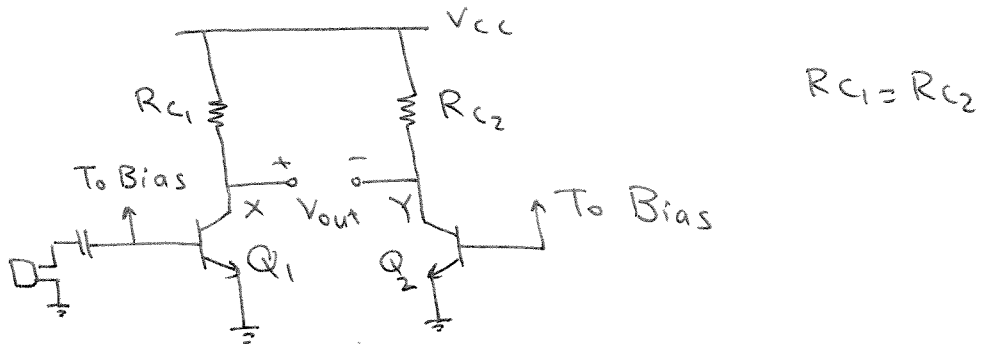 Vcc
RC1
RC2
RC1 = RC2
To Bias
+
-
X
Vout
Y
To Bias
Q1
Q2